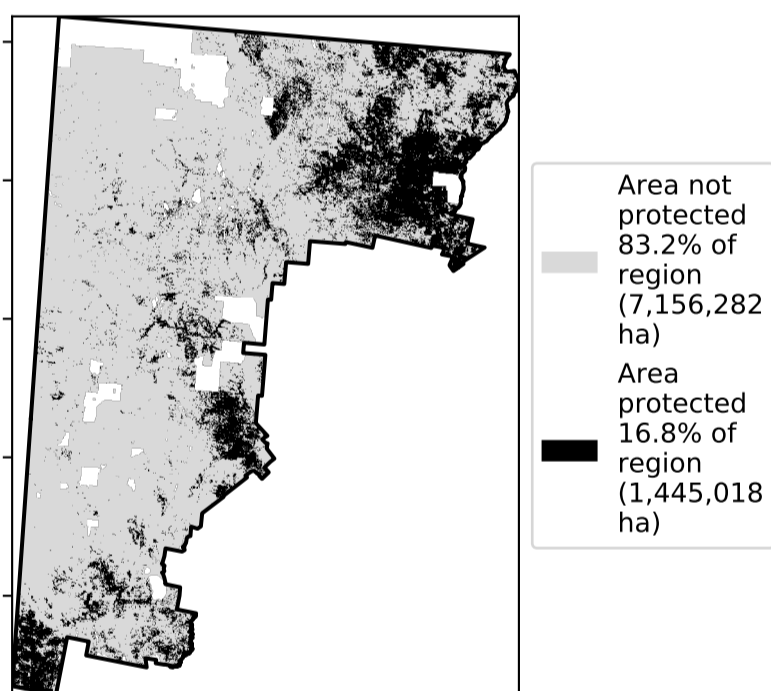 Area not
protected
83.2% of
region
(7,156,282
ha)
Area
protected
16.8% of
region
(1,445,018
ha)